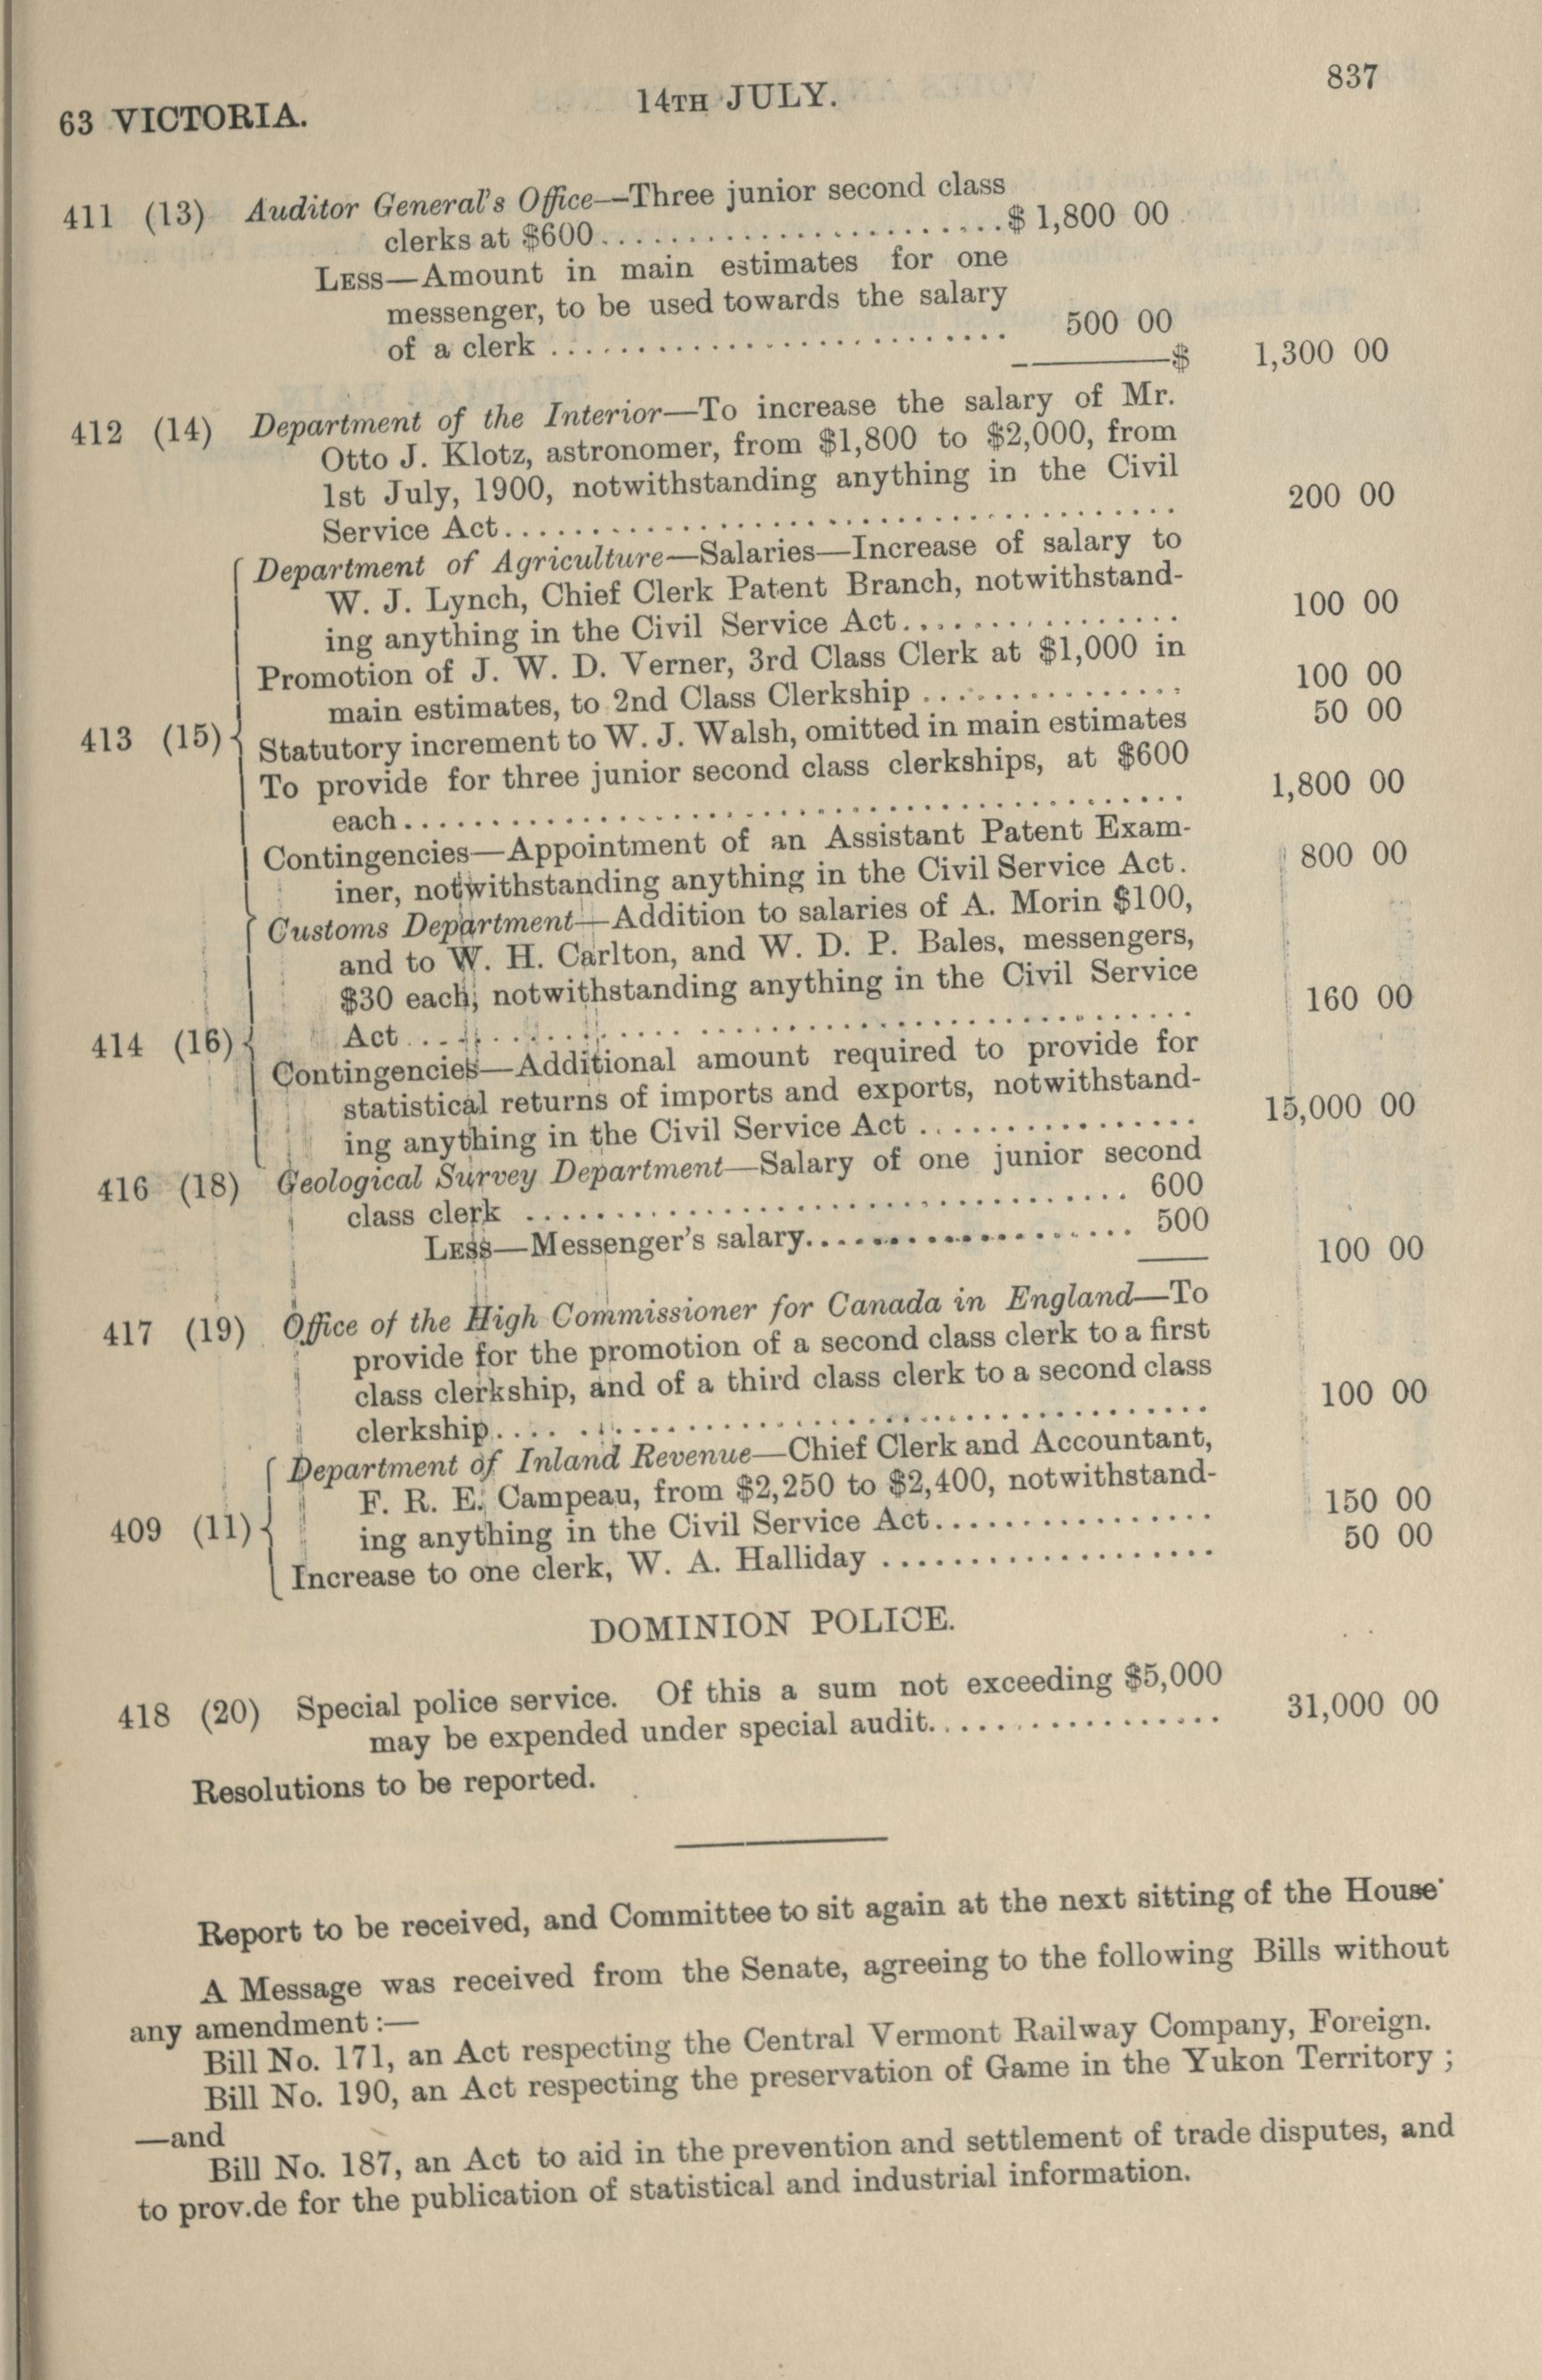 63 VICTORIA. 14TH JULY. 837
411 (13) Auditor General's Office—Three junior second class
clerks at $600........................$ 1,800 00
LESS—Amount in main estimates for one
messenger, to be used towards the salary
of a clerk .......................... 500 00
$ 1,300 00
412 (14) Department of the Interior—To increase the salary of Mr.
Otto J. Klotz, astronomer, from $1,800 to $2,000, from
1st July, 1900, notwithstanding anything in the Civil
Service Act...................................... 200 00
Department of Agriculture—Salaries—Increase of salary to
W. J. Lynch, Chief Clerk Patent Branch, notwithstand-
ing anything in the Civil Service Act................ 100 00
Promotion of J. W. D. Verner, 3rd Class Clerk at $1,000 in
main estimates, to 2nd Class Clerkship ............... 100 00
413 (15) Statutory increment to W. J. Walsh, omitted in main estimates 50 00
To provide for three junior second class clerkships, at $600
each............................................ 1,800 00
Contingencies—Appointment of an Assistant Patent Exam-
iner, notwithstanding anything in the Civil Service Act. 800 00
Customs Department—Addition to salaries of A. Morin $100,
and to W. H. Carlton, and W. D. P. Bales, messengers,
$30 each, notwithstanding anything in the Civil Service
414 (16) Act............................................ 160 00
Contingencies—Additional amount required to provide for
statistical returns of imports and exports, notwithstand-
ing anything in the Civil Service Act ................ 15,000 00
416 (18) Geological Survey Department—Salary of one junior second
class clerk .................................. 600
LESS—Messenger's salary................... 500
100 00
417 (19) Office of the High Commissioner for Canada in England—To
provide for the promotion of a second class clerk to a first
class clerkship, and of a third class clerk to a second class
clerkship........................................ 100 00
Department of Inland Revenue—Chief Clerk and Accountant,
F. R. E. Campeau, from $2,250 to $2,400, notwithstand-
409 (11) ing anything in the Civil Service Act................ 150 00
Increase to one clerk, W. A. Halliday ................... 50 00
DOMINION POLICE.
418 (20) Special police service. Of this a sum not exceeding $5,000
may be expended under special audit................. 31,000 00
Resolutions to be reported.
Report to be received, and Committee to sit again at the next sitting of the House·
A Message was received from the Senate, agreeing to the following Bills without
any amendment :—
Bill No. 171, an Act respecting the Central Vermont Railway Company, Foreign.
Bill No. 190, an Act respecting the preservation of Game in the Yukon Territory ;
—and
Bill No. 187, an Act to aid in the prevention and settlement of trade disputes, and
to prov.de for the publication of statistical and industrial information.